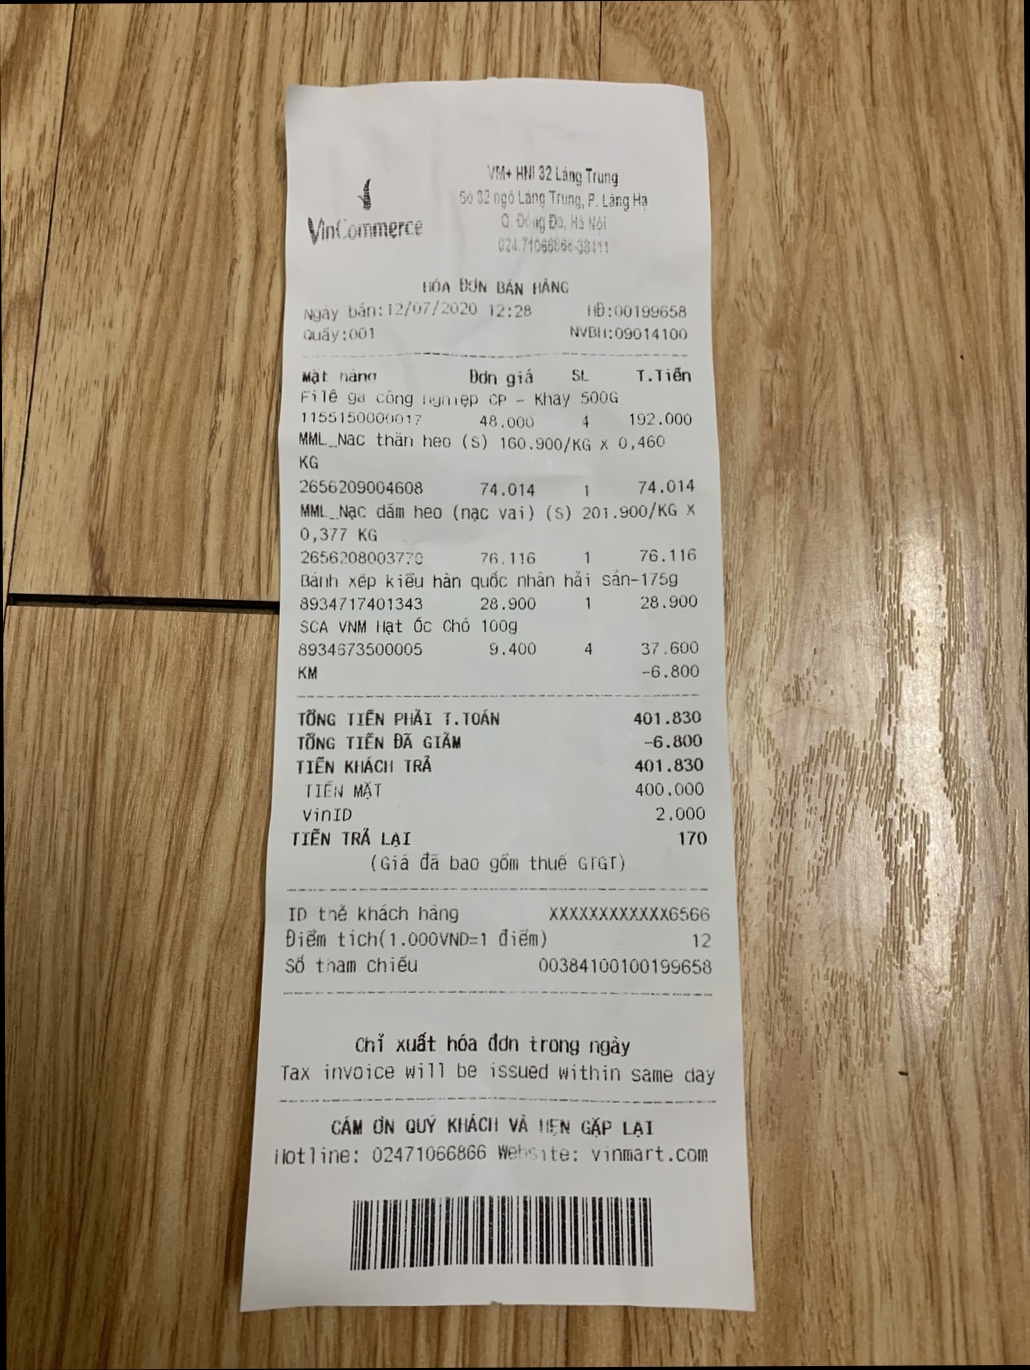 VinCommerce
VM+ HNI 32 Láng Trung
Số 32 ngõ Láng Trung, P. Láng Hạ
Q. Đống Đa, Hà Nội
024.71066866-38411
HÓA ĐƠN BÁN HÀNG
Ngày bán:12/07/2020 12:28 HĐ:00199658
Quầy:001 NVBH:09014100
Mặt hàng Đơn giá SL T.Tiền
Filê gà công nghiệp CP - Khay 500G
1155150000017 48.000 4 192.000
MML_Nạc thăn heo (S) 160.900/KG X 0,460
KG
2656209004608 74.014 1 74.014
MML_Nạc dăm heo (nạc vai) (S) 201.900/KG X
0,377 KG
2656208003770 76.116 1 76.116
Bánh xếp kiểu hàn quốc nhân hải sản-175g
8934717401343 28.900 1 28.900
SCA VNM Hạt Óc Chó 100g
8934673500005 9.400 4 37.600
KM -6.800
TỔNG TIỀN PHẢI T.TOÁN 401.830
TỔNG TIỀN ĐÃ GIẢM -6.800
TIỀN KHÁCH TRẢ 401.830
TIỀN MẶT 400.000
VinID 2.000
TIỀN TRẢ LẠI 170
(Giá đã bao gồm thuế GTGT)
ID thẻ khách hàng XXXXXXXXXXXX6566
Điểm tích(1.000VND=1 điểm) 12
Số tham chiếu 00384100100199658
Chỉ xuất hóa đơn trong ngày
Tax invoice will be issued within same day
CẢM ƠN QUÝ KHÁCH VÀ HẸN GẶP LẠI
Hotline: 02471066866 Website: vinmart.com